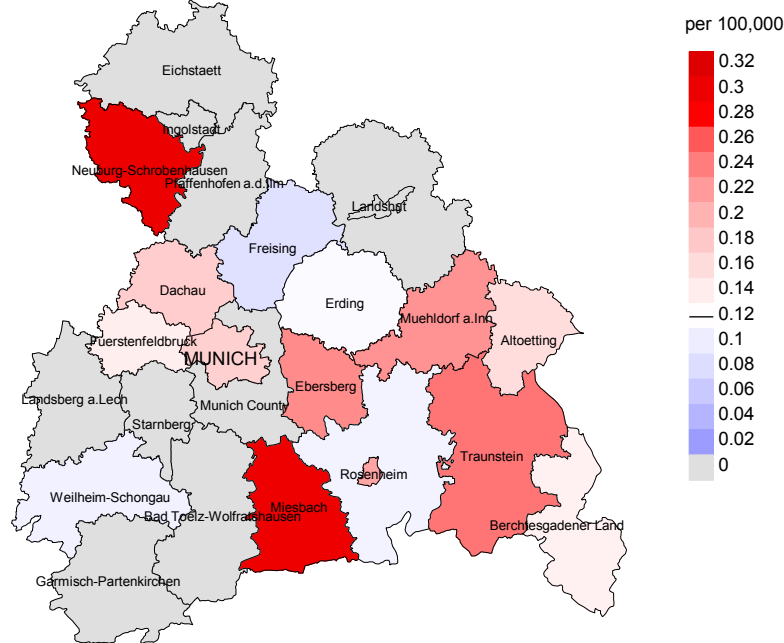 per 100,000
0.32
0.3
0.28
0.26
0.24
0.22
0.2
0.18
0.16
0.14
0.12
0.1
0.08
0.06
0.04
0.02
0
Eichstaett
Ingolstadt
Neuburg-Schrobenhausen
Pfaffenhofen a.d.Ilm
Landshut
Freising
Dachau
Erding
Muehldorf a.Inn
Fuerstenfeldbruck
Altoetting
MUNICH
Ebersberg
Landsberg a.Lech
Munich County
Starnberg
Traunstein
Rosenheim
Weilheim-Schongau
Miesbach
Bad Toelz-Wolfratshausen
Berchtesgadener Land
Garmisch-Partenkirchen